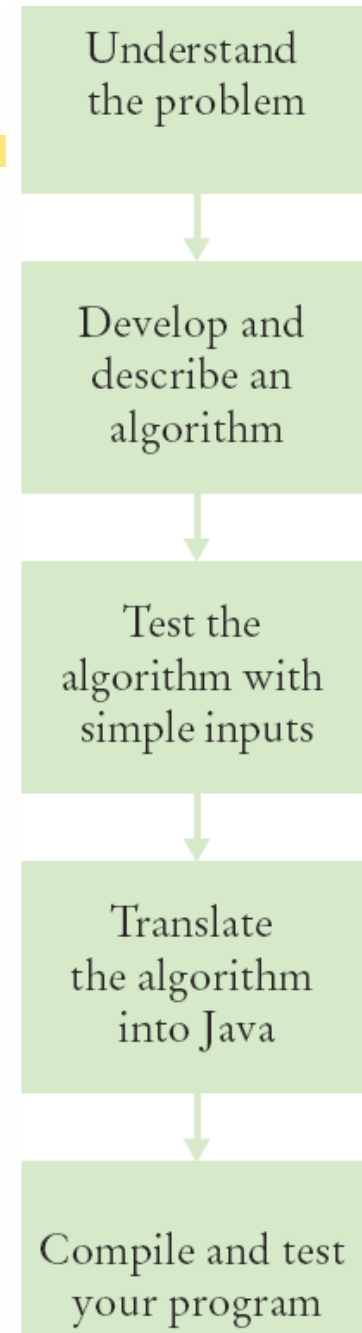 Understand
the problem
Develop and
describe an
algorithm
Test the
algorithm with
simple inputs
Translate
the algorithm
into Java
Compile and test
your program